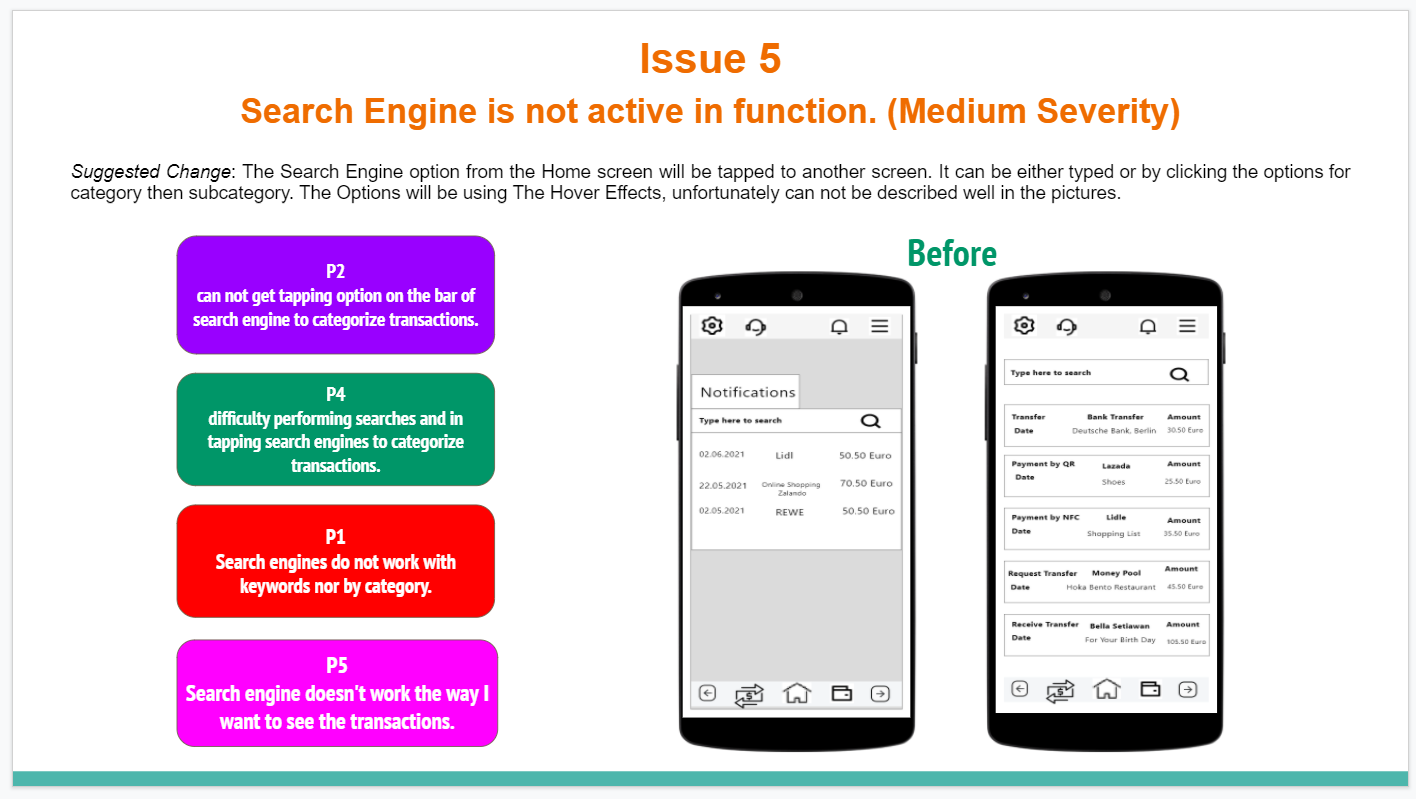 Issue 5
Search Engine is not active in function. (Medium Severity)
Suggested Change: The Search Engine option from the Home screen will be tapped to another screen. It can be either typed or by clicking the options for
category then subcategory. The Options will be using The Hover Effects, unfortunately can not be described well in the pictures.
P2
can not get tapping option on the bar of
search engine to categorize transactions.
P4
difficulty performing searches and in
tapping search engines to categorize
transactions.
P1
Search engines do not work with
keywords nor by category.
P5
Search engine doesn't work the way I
want to see the transactions.
Before
Notifications
Type here to search
02.06.2021 Lidl 50.50 Euro
22.05.2021 Online Shopping 70.50 Euro
Zalando
02.05.2021 REWE 50.50 Euro
Type here to search
Transfer Bank Transfer Amount
Date Deutsche Bank, Berlin 30.50 Euro
Payment by QR Lazada Amount
Date Shoes 25.50 Euro
Payment by NFC Lidle Amount
Date Shopping List 35.50 Euro
Request Transfer Money Pool Amount
Date Hoka Bento Restaurant 45.50 Euro
Receive Transfer Bella Setiawan Amount
Date For Your Birth Day 105.50 Euro